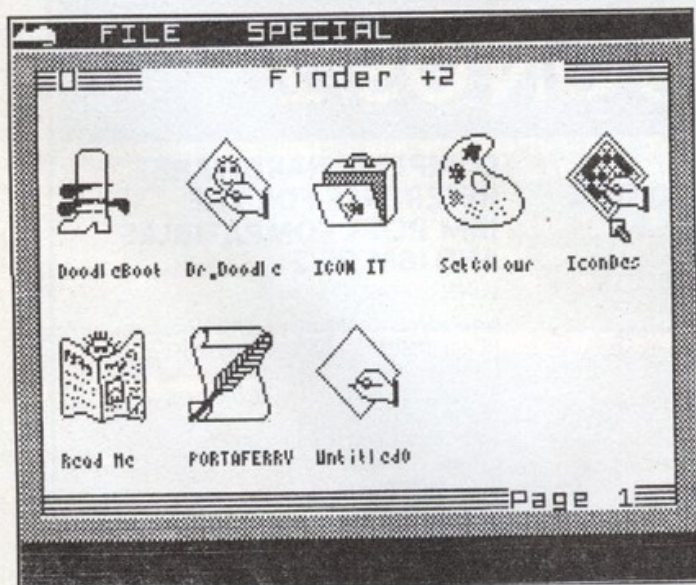 FILE SPECIAL
Finder +2
DoodleBoot Dr.Doodle ICON IT SetColour IconDes
Read Me PORTAFERRY Untitled0
Page 1